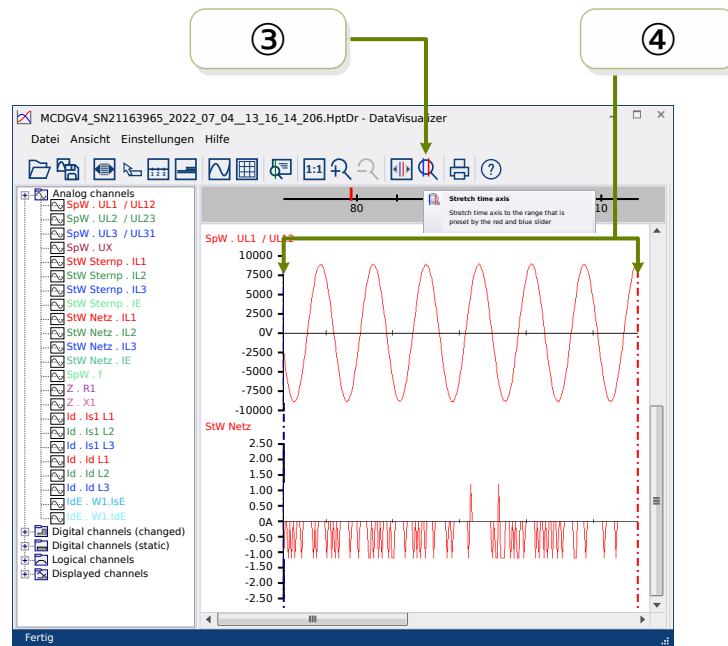 ③
④
MCDGV4_SN21163965_2022_07_04__13_16_14_206.HptDr - DataVisualizer
Datei Ansicht Einstellungen Hilfe
1 2 3
1:1
?
Analog channels
SpW . UL1 / UL12
SpW . UL2 / UL23
SpW . UL3 / UL31
SpW . UX
StW Sternp . IL1
StW Sternp . IL2
StW Sternp . IL3
StW Sternp . IE
StW Netz . IL1
StW Netz . IL2
StW Netz . IL3
StW Netz . IE
SpW . f
Z . R1
Z . X1
Id . Is1 L1
Id . Is1 L2
Id . Is1 L3
Id . Id L1
Id . Id L2
Id . Id L3
IdE . W1.IsE
IdE . W1.IdE
Digital channels (changed)
Digital channels (static)
Logical channels
Displayed channels
80
10
Stretch time axis
Stretch time axis to the range that is
preset by the red and blue slider
SpW . UL1 / UL12
10000
7500
5000
2500
0V
-2500
-5000
-7500
-10000
StW Netz
2.50
2.00
1.50
1.00
0.50
0A
-0.50
-1.00
-1.50
-2.00
-2.50
Fertig